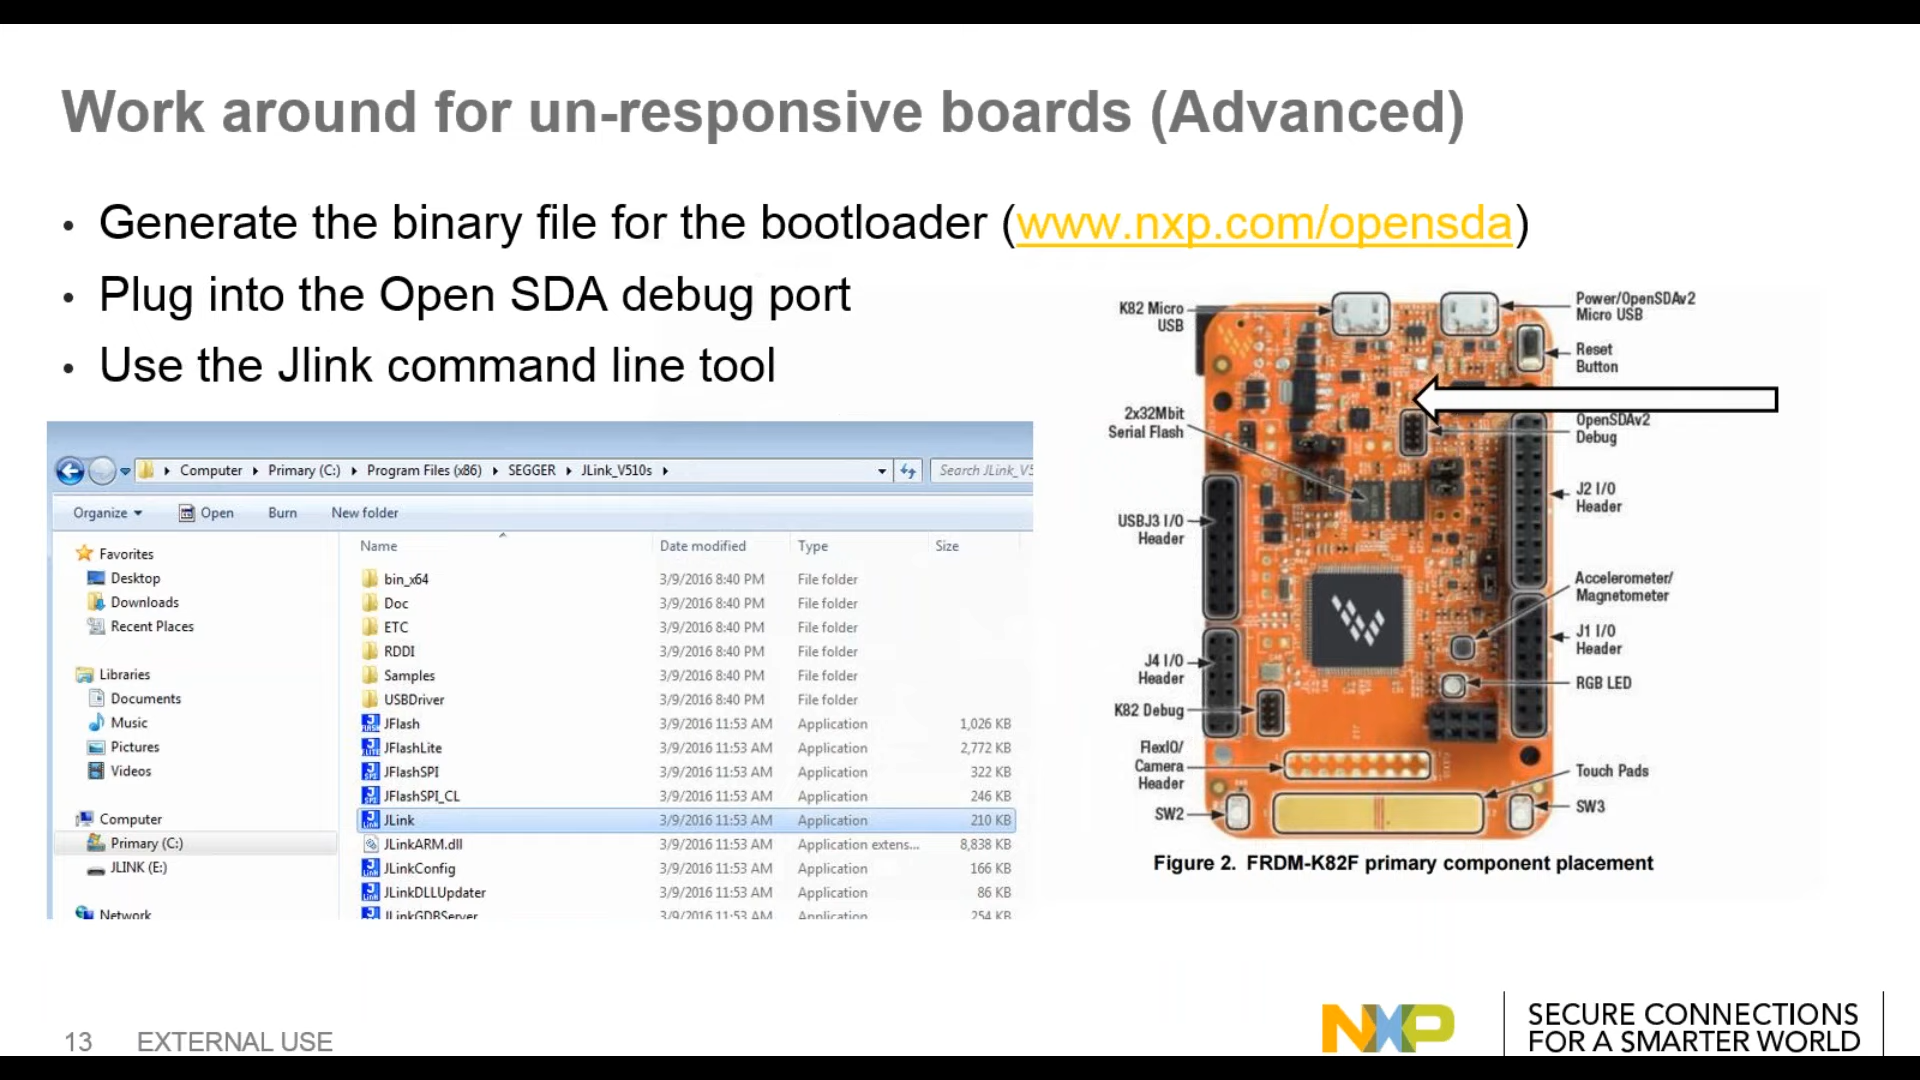 Work around for un-responsive boards (Advanced)
• Generate the binary file for the bootloader (www.nxp.com/opensda)
• Plug into the Open SDA debug port
• Use the Jlink command line tool
Computer Primary (C:) Program Files (x86) SEGGER JLink_V510s Search JLink_V5
Organize Open Burn New folder
Name Date modified Type Size
Favorites
Desktop
Downloads
Recent Places
Libraries
Documents
Music
Pictures
Videos
Computer
Primary (C:)
JLINK (E:)
Network
bin_x64 3/9/2016 8:40 PM File folder
Doc 3/9/2016 8:40 PM File folder
ETC 3/9/2016 8:40 PM File folder
RDDI 3/9/2016 8:40 PM File folder
Samples 3/9/2016 8:40 PM File folder
USBDriver 3/9/2016 8:40 PM File folder
JFlash 3/9/2016 11:53 AM Application 1,026 KB
JFlashLite 3/9/2016 11:53 AM Application 2,772 KB
JFlashSPI 3/9/2016 11:53 AM Application 322 KB
JFlashSPI_CL 3/9/2016 11:53 AM Application 246 KB
JLink 3/9/2016 11:53 AM Application 210 KB
JLinkARM.dll 3/9/2016 11:53 AM Application extens... 8,838 KB
JLinkConfig 3/9/2016 11:53 AM Application 166 KB
JLinkDLLUpdater 3/9/2016 11:53 AM Application 86 KB
JLinkGDBServer 3/9/2016 11:53 AM Application 254 KB
K82 Micro
USB
2x32Mbit
Serial Flash
USBJ3 I/O
Header
J4 I/O
Header
K82 Debug
FlexIO/
Camera
Header
SW2
Power/OpenSDAv2
Micro USB
Reset
Button
OpenSDAv2
Debug
J2 I/O
Header
Accelerometer/
Magnetometer
J1 I/O
Header
RGB LED
Touch Pads
SW3
Figure 2. FRDM-K82F primary component placement
13 EXTERNAL USE
NXP
SECURE CONNECTIONS
FOR A SMARTER WORLD